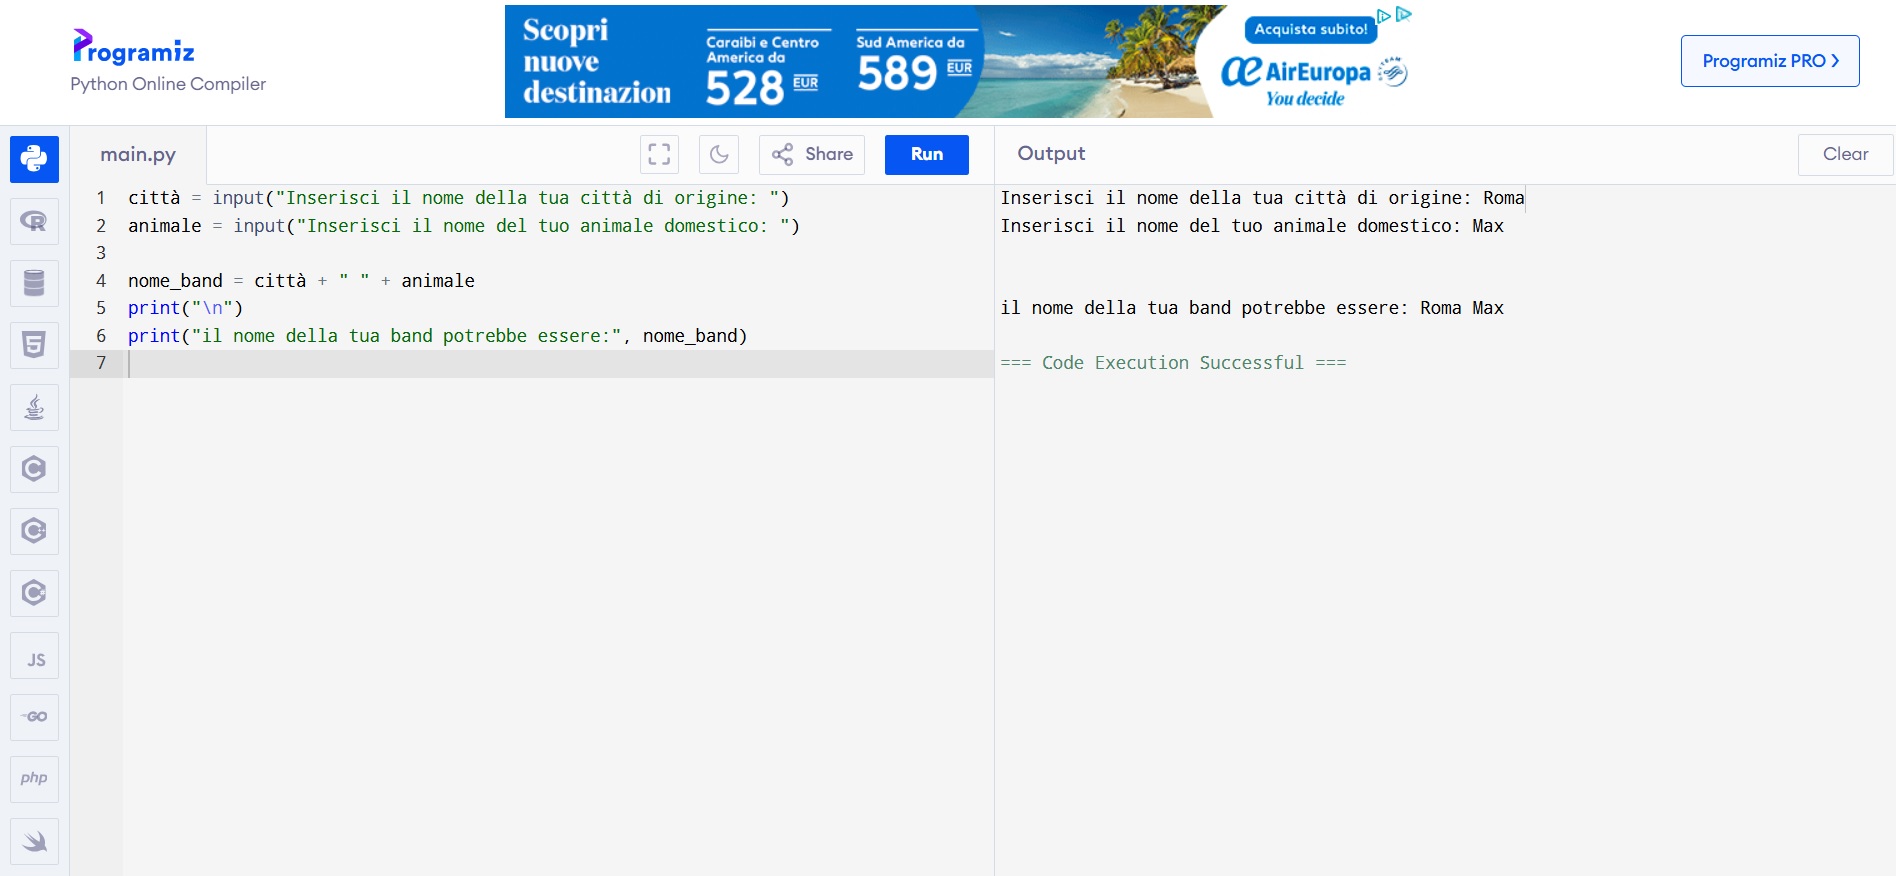 Programiz
Python Online Compiler
Scopri
nuove
destinazion
Caraibi e Centro
America da
528 EUR
Sud America da
589 EUR
Acquista subito!
AirEuropa
You decide
Programiz PRO >
main.py
Share
Run
Output
Clear
1 città = input("Inserisci il nome della tua città di origine: ")
2 animale = input("Inserisci il nome del tuo animale domestico: ")
3
4 nome_band = città + " " + animale
5 print("\n")
6 print("il nome della tua band potrebbe essere:", nome_band)
7
Inserisci il nome della tua città di origine: Roma
Inserisci il nome del tuo animale domestico: Max
il nome della tua band potrebbe essere: Roma Max
=== Code Execution Successful ===
R
JS
GO
php